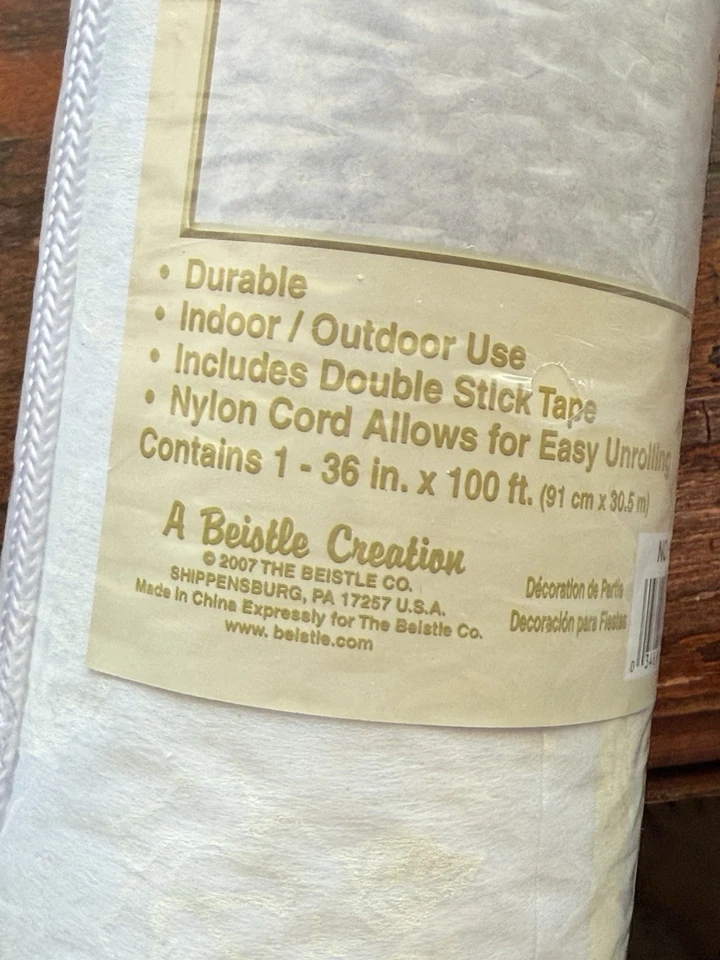 • Durable
• Indoor / Outdoor Use
• Includes Double Stick Tape
• Nylon Cord Allows for Easy Unrolling
Contains 1 - 36 in. x 100 ft. (91 cm x 30.5 m)
A Beistle Creation
© 2007 THE BEISTLE CO.
SHIPPENSBURG, PA 17257 U.S.A.
Made in China Expressly for The Beistle Co.
www. beistle.com
Décoration de Partie
Decoración para Fiestas